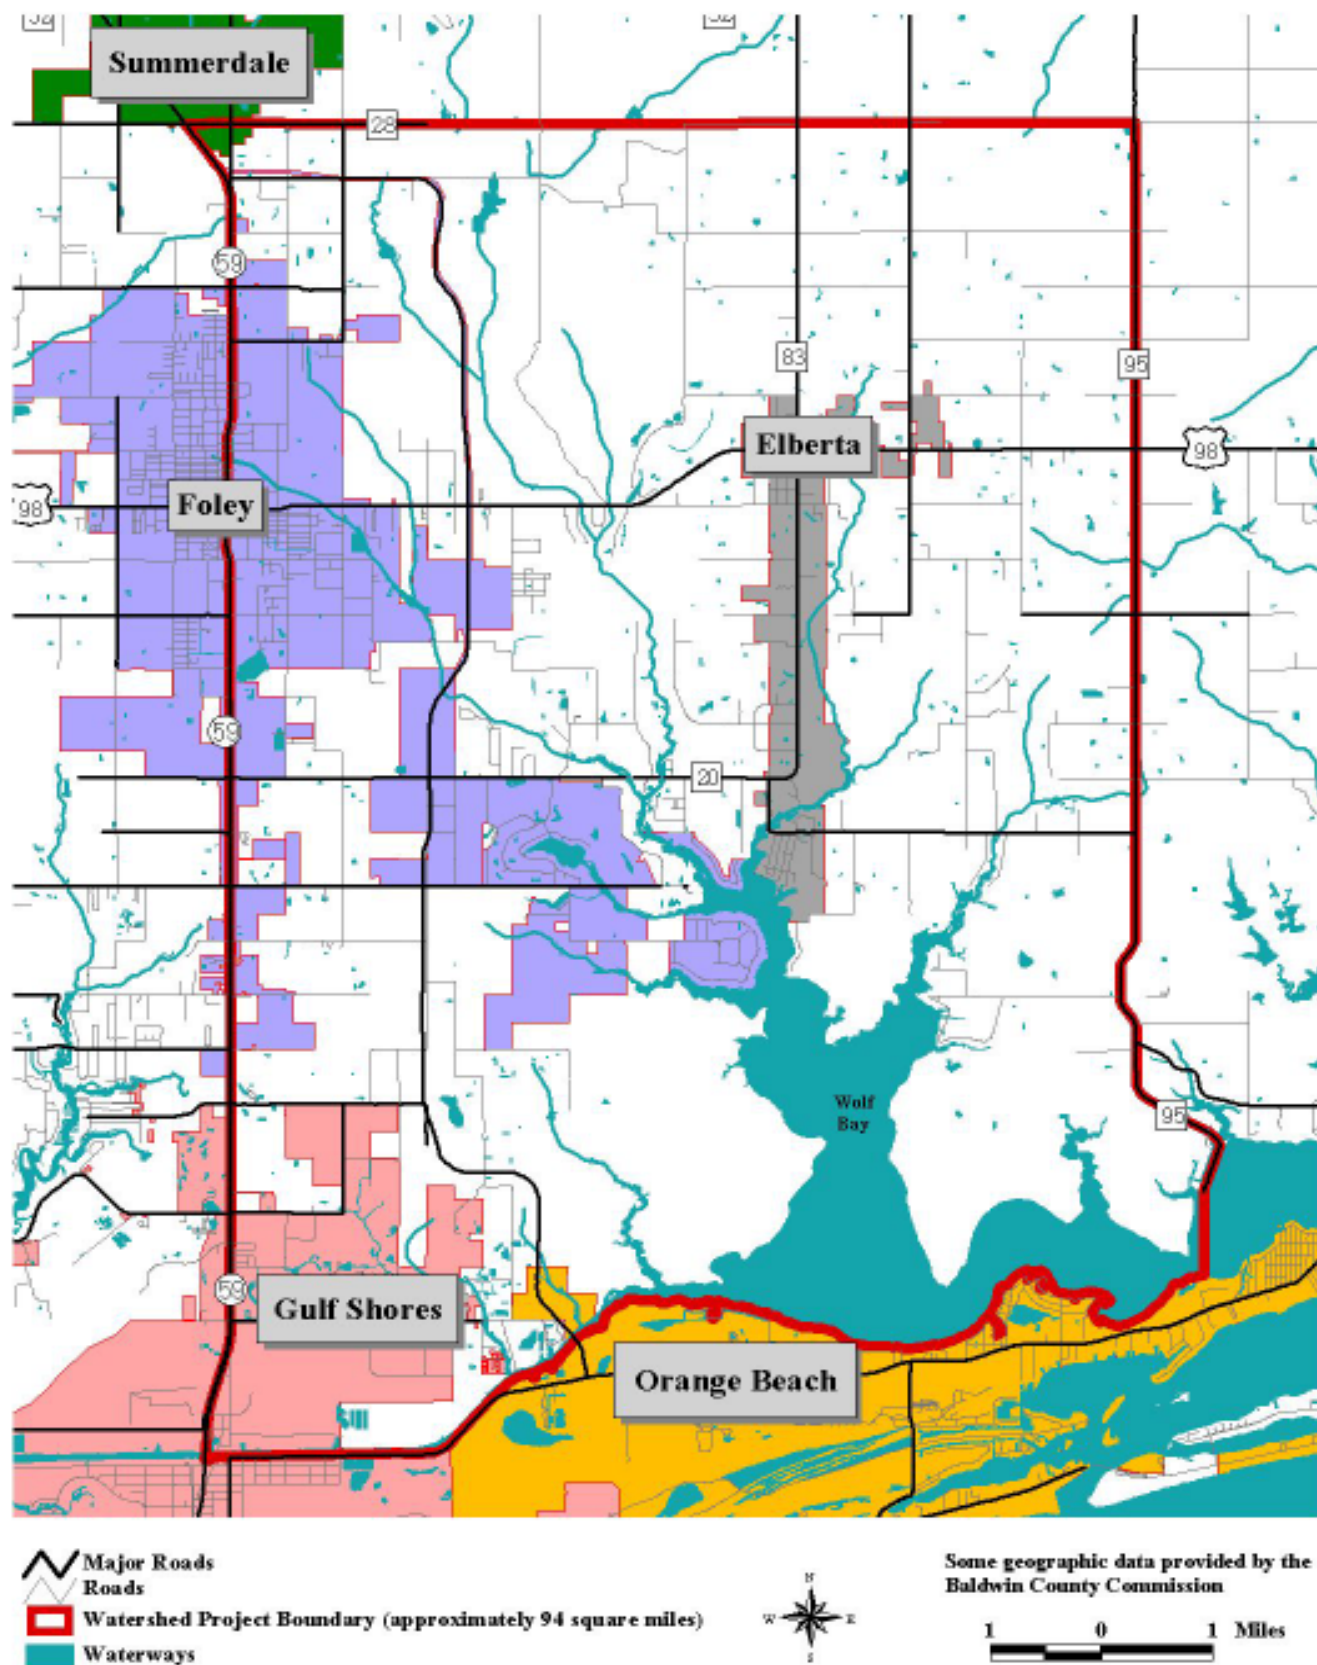 32
32
Summerdale
28
59
83
95
Elberta
98
98
Foley
59
20
Wolf
Bay
95
59
Gulf Shores
Orange Beach
Major Roads
Roads
Watershed Project Boundary (approximately 94 square miles)
Waterways
N
W E
S
Some geographic data provided by the
Baldwin County Commission
1 0 1 Miles